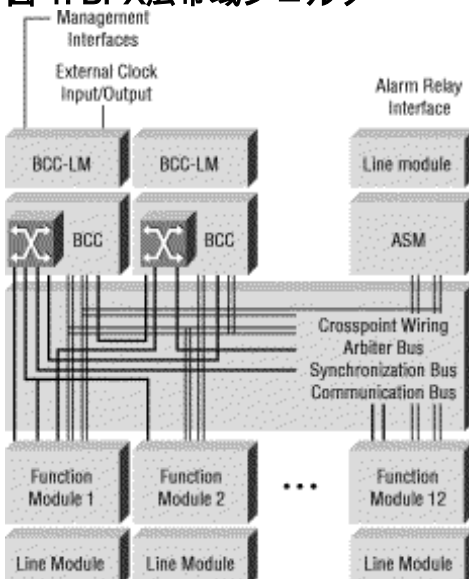 Management
Interfaces
External Clock
Input/Output
Alarm Relay
Interface
BCC-LM
BCC-LM
Line module
BCC
BCC
ASM
Crosspoint Wiring
Arbiter Bus
Synchronization Bus
Communication Bus
Function
Module 1
Function
Module 2
...
Function
Module 12
Line Module
Line Module
Line Module